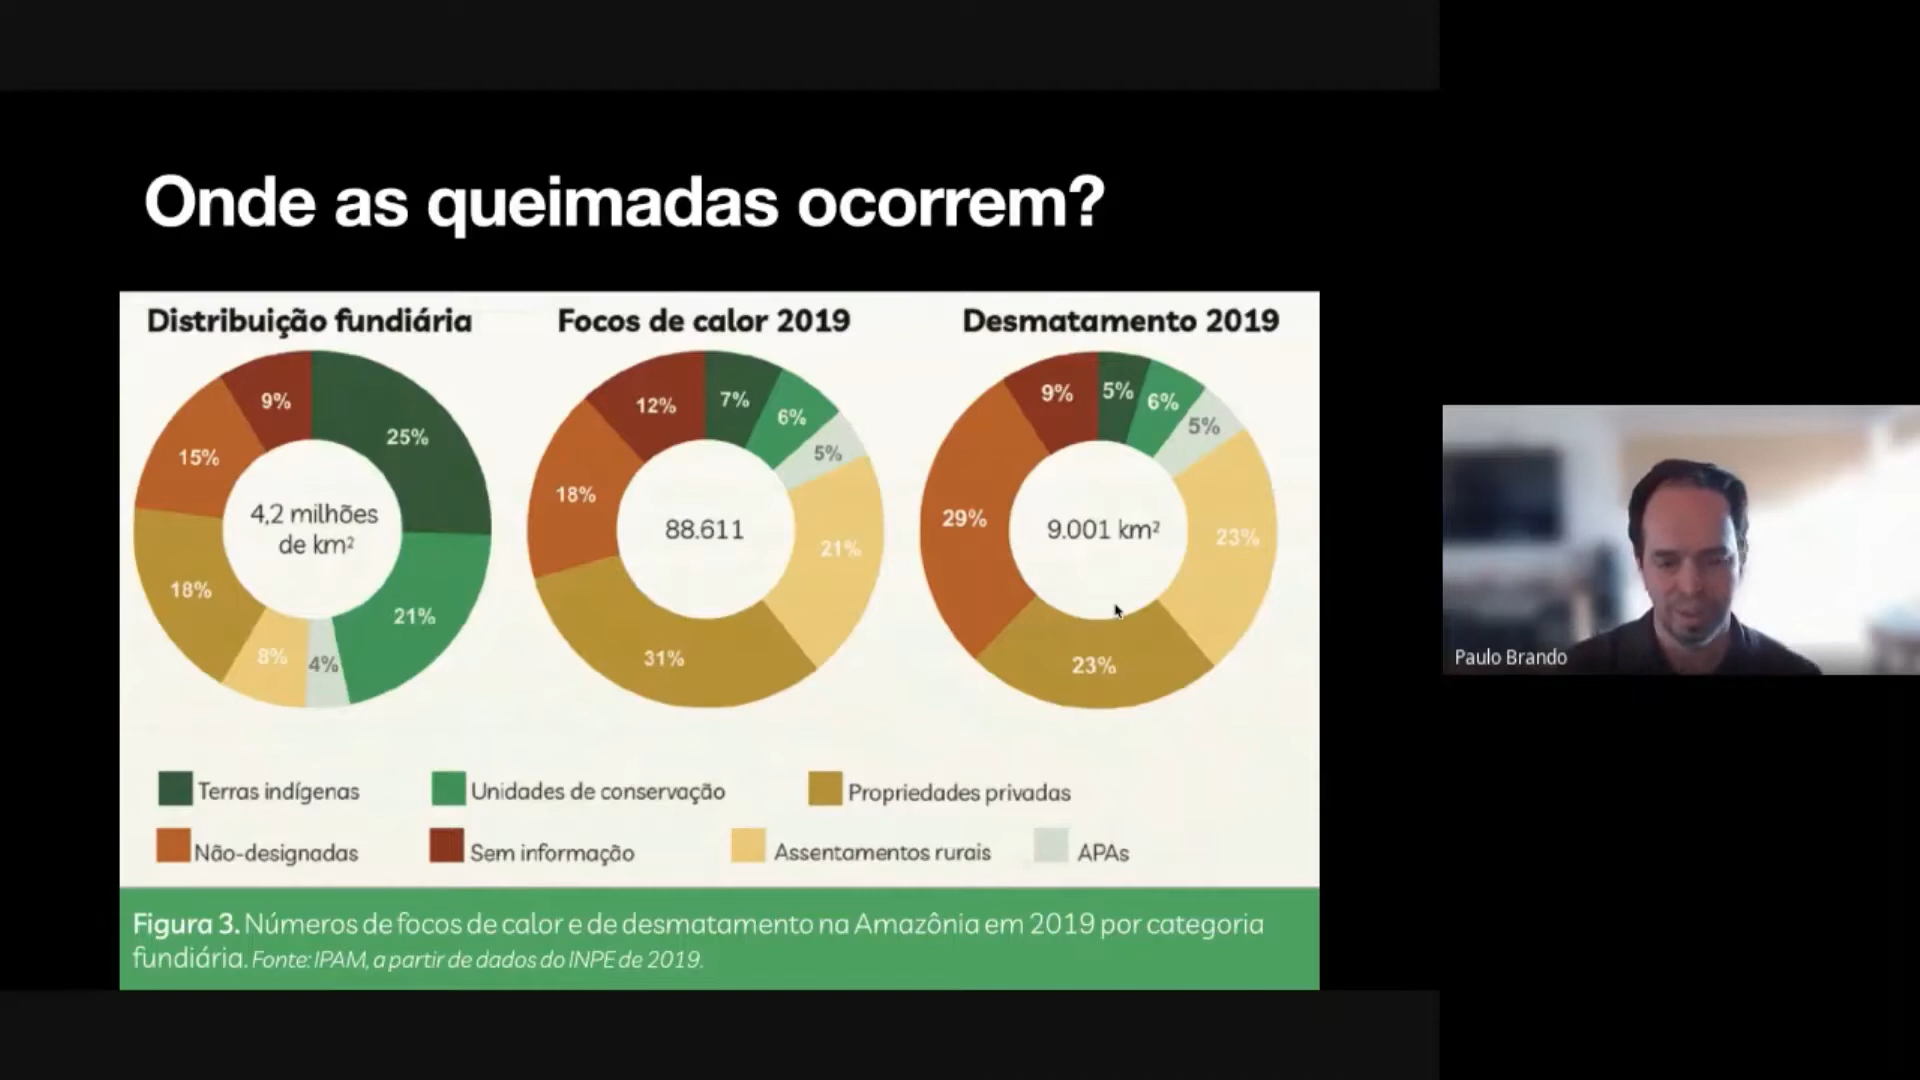 Onde as queimadas ocorrem?
Distribuição fundiária
Focos de calor 2019
Desmatamento 2019
9%
25%
15%
21%
18%
8%
4%
4,2 milhões
de km²
12%
7%
6%
5%
18%
21%
31%
88.611
9%
5%
6%
5%
29%
23%
23%
9.001 km²
Terras indígenas
Unidades de conservação
Propriedades privadas
Não-designadas
Sem informação
Assentamentos rurais
APAs
Figura 3. Números de focos de calor e de desmatamento na Amazônia em 2019 por categoria
fundiária. Fonte: IPAM, a partir de dados do INPE de 2019.
Paulo Brando